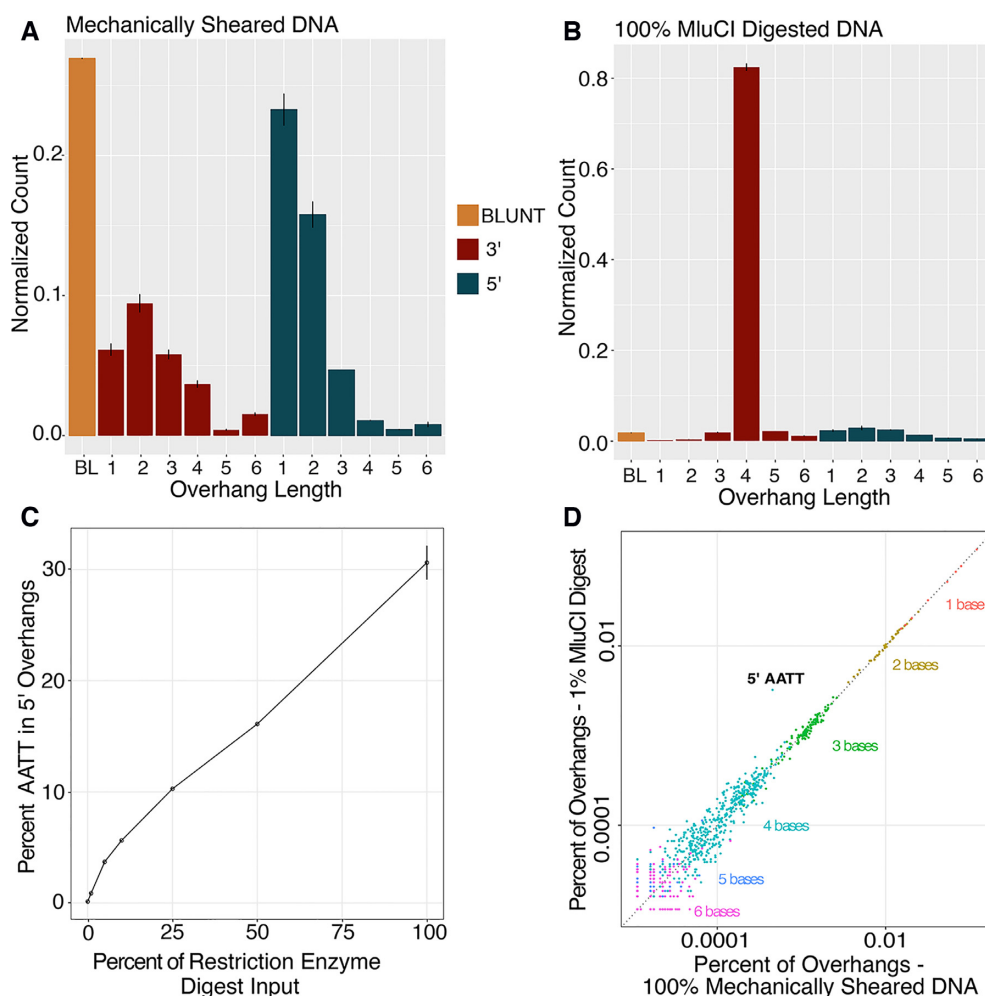 A
Mechanically Sheared DNA
Normalized Count
0.2
0.1
0.0
BL 1 2 3 4 5 6 1 2 3 4 5 6
Overhang Length
BLUNT
3'
5'
B
100% MluCI Digested DNA
Normalized Count
0.8
0.6
0.4
0.2
0.0
BL 1 2 3 4 5 6 1 2 3 4 5 6
Overhang Length
C
Percent AATT in 5' Overhangs
30
20
10
0
0 25 50 75 100
Percent of Restriction Enzyme
Digest Input
D
Percent of Overhangs - 1% MluCI Digest
0.01
0.0001
5' AATT
1 base
2 bases
3 bases
4 bases
5 bases
6 bases
0.0001 0.01
Percent of Overhangs -
100% Mechanically Sheared DNA